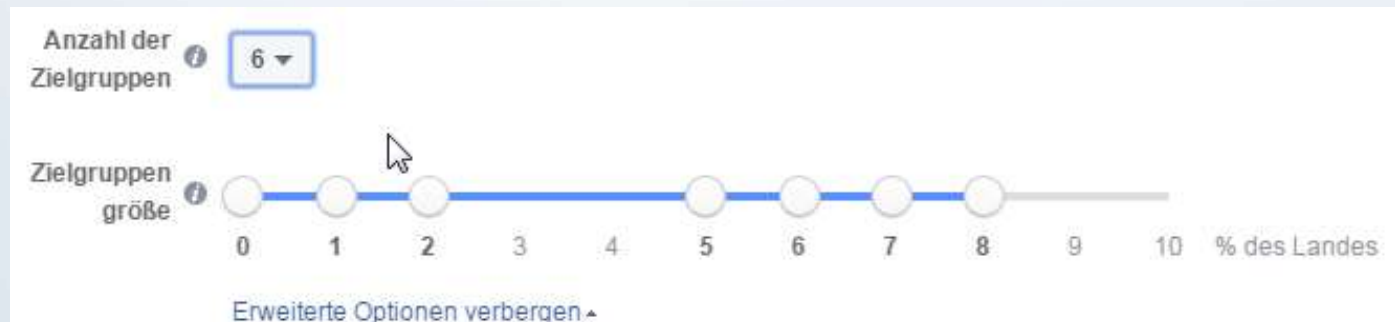 Anzahl der
Zielgruppen
6
Zielgruppen
größe
0 1 2 3 4 5 6 7 8 9 10 % des Landes
Erweiterte Optionen verbergen